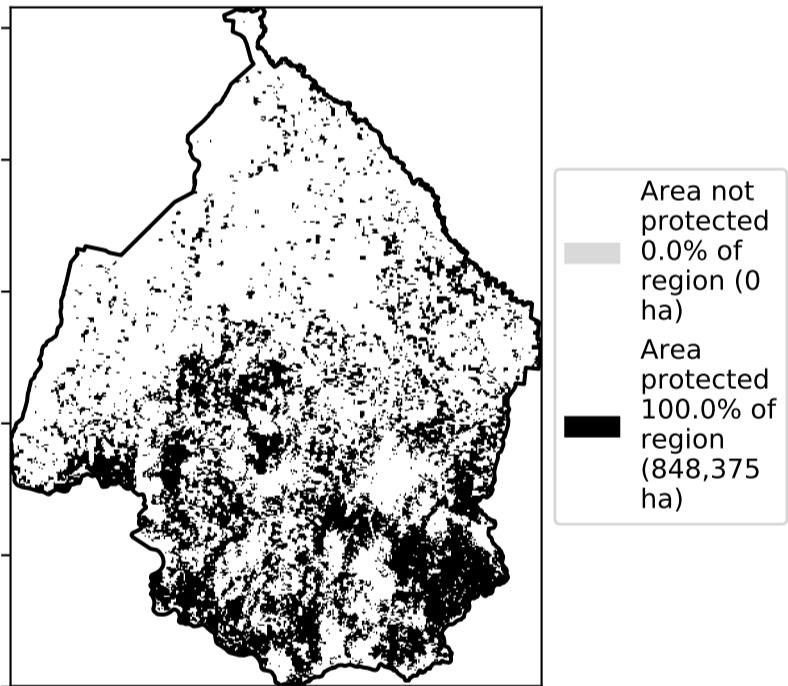 Area not
protected
0.0% of
region (0
ha)
Area
protected
100.0% of
region
(848,375
ha)